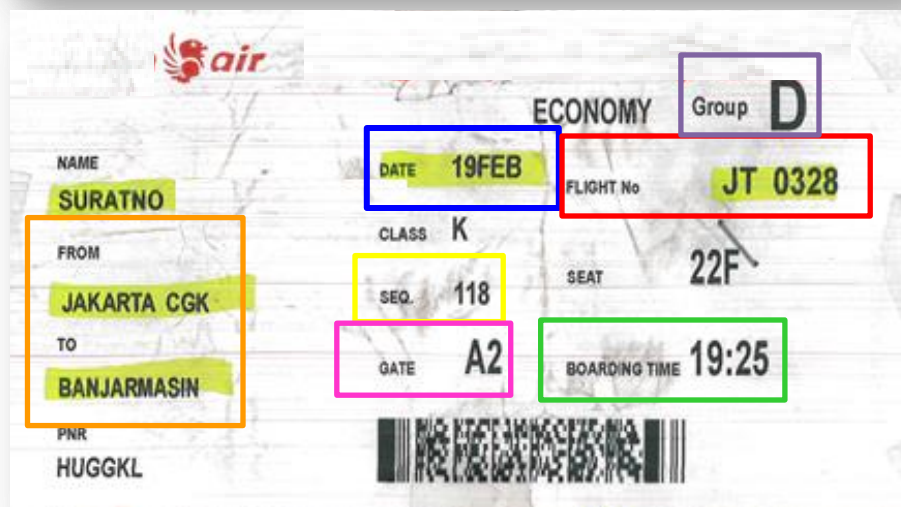 air
ECONOMY Group D
NAME
SURATNO
DATE 19FEB
FLIGHT No JT 0328
FROM
JAKARTA CGK
CLASS K
SEQ. 118
SEAT 22F
TO
BANJARMASIN
GATE A2
BOARDING TIME 19:25
PNR
HUGGKL